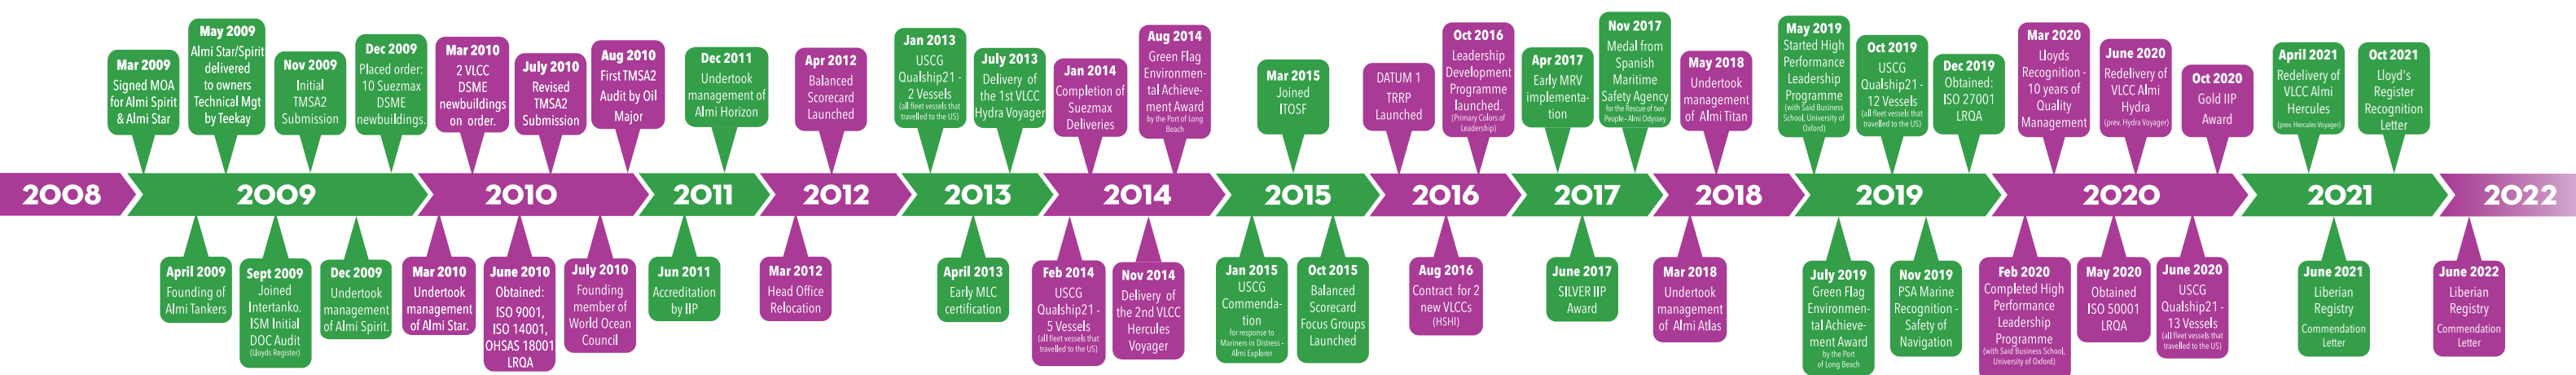 Mar 2009
Signed MOA
for Almi Spirit
& Almi Star
May 2009
Almi Star/Spirit
delivered
to owners
Technical Mgt
by Teekay
Nov 2009
Initial
TMSA2
Submission
Dec 2009
Placed order:
10 Suezmax
DSME
newbuildings.
Mar 2010
2 VLCC
DSME
newbuildings
on order.
July 2010
Revised
TMSA2
Submission
Aug 2010
First TMSA2
Audit by Oil
Major
Dec 2011
Undertook
management of
Almi Horizon
Apr 2012
Balanced
Scorecard
Launched
Jan 2013
USCG
Qualship21 -
2 Vessels
(all fleet vessels that
travelled to the US)
July 2013
Delivery of
the 1st VLCC
Hydra Voyager
Jan 2014
Completion of
Suezmax
Deliveries
Aug 2014
Green Flag
Environmen-
tal Achieve-
ment Award
by the Port of Long
Beach
Mar 2015
Joined
ITOSF
DATUM 1
TRRP
Launched
Oct 2016
Leadership
Development
Programme
launched.
(Primary Colors of
Leadership)
Apr 2017
Early MRV
implementa-
tion
Nov 2017
Medal from
Spanish
Maritime
Safety Agency
for the Rescue of two
People - Almi Odyssey
May 2018
Undertook
management
of Almi Titan
May 2019
Started High
Performance
Leadership
Programme
(with Said Business
School, University of
Oxford)
Oct 2019
USCG
Qualship21 -
12 Vessels
(all fleet vessels that
travelled to the US)
Dec 2019
Obtained:
ISO 27001
LRQA
Mar 2020
Lloyds
Recognition -
10 years of
Quality
Management
June 2020
Redelivery of
VLCC Almi
Hydra
(prev. Hydra Voyager)
Oct 2020
Gold IIP
Award
April 2021
Redelivery of
VLCC Almi
Hercules
(prev. Hercules Voyager)
Oct 2021
Lloyd's
Register
Recognition
Letter
2008 2009 2010 2011 2012 2013 2014 2015 2016 2017 2018 2019 2020 2021 2022
April 2009
Founding of
Almi Tankers
Sept 2009
Joined
Intertanko.
ISM Initial
DOC Audit
(Lloyds Register)
Dec 2009
Undertook
management
of Almi Spirit.
Mar 2010
Undertook
management
of Almi Star.
June 2010
Obtained:
ISO 9001,
ISO 14001,
OHSAS 18001
LRQA
July 2010
Founding
member of
World Ocean
Council
Jun 2011
Accreditation
by IIP
Mar 2012
Head Office
Relocation
April 2013
Early MLC
certification
Feb 2014
USCG
Qualship21 -
5 Vessels
(all fleet vessels that
travelled to the US)
Nov 2014
Delivery of
the 2nd VLCC
Hercules
Voyager
Jan 2015
USCG
Commenda-
tion
for response to
Mariners in Distress -
Almi Explorer
Oct 2015
Balanced
Scorecard
Focus Groups
Launched
Aug 2016
Contract for 2
new VLCCs
(HSHI)
June 2017
SILVER IIP
Award
Mar 2018
Undertook
management
of Almi Atlas
July 2019
Green Flag
Environmen-
tal Achieve-
ment Award
by the Port
of Long Beach
Nov 2019
PSA Marine
Recognition -
Safety of
Navigation
Feb 2020
Completed High
Performance
Leadership
Programme
(with Said Business School,
University of Oxford)
May 2020
Obtained
ISO 50001
LRQA
June 2020
USCG
Qualship21 -
13 Vessels
(all fleet vessels that
travelled to the US)
June 2021
Liberian
Registry
Commendation
Letter
June 2022
Liberian
Registry
Commendation
Letter